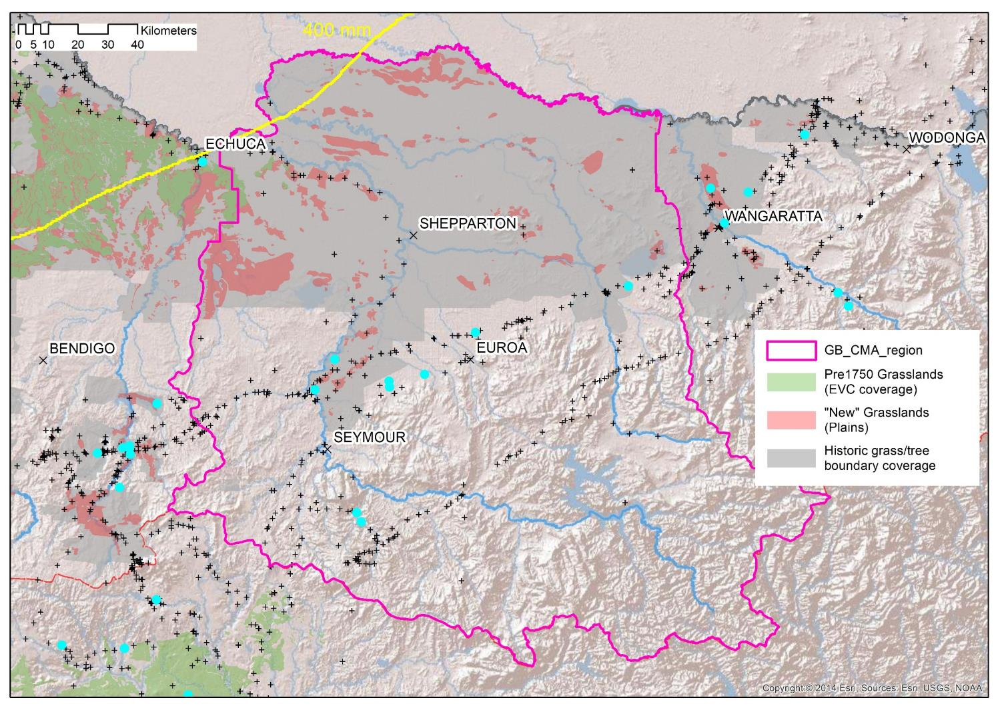 400 mm
Kilometers
0 5 10 20 30 40
ECHUCA
WODONGA
SHEPPARTON
WANGARATTA
BENDIGO
EUROA
SEYMOUR
GB_CMA_region
Pre1750 Grasslands
(EVC coverage)
"New" Grasslands
(Plains)
Historic grass/tree
boundary coverage
Copyright:© 2014 Esri, Sources: Esri, USGS, NOAA